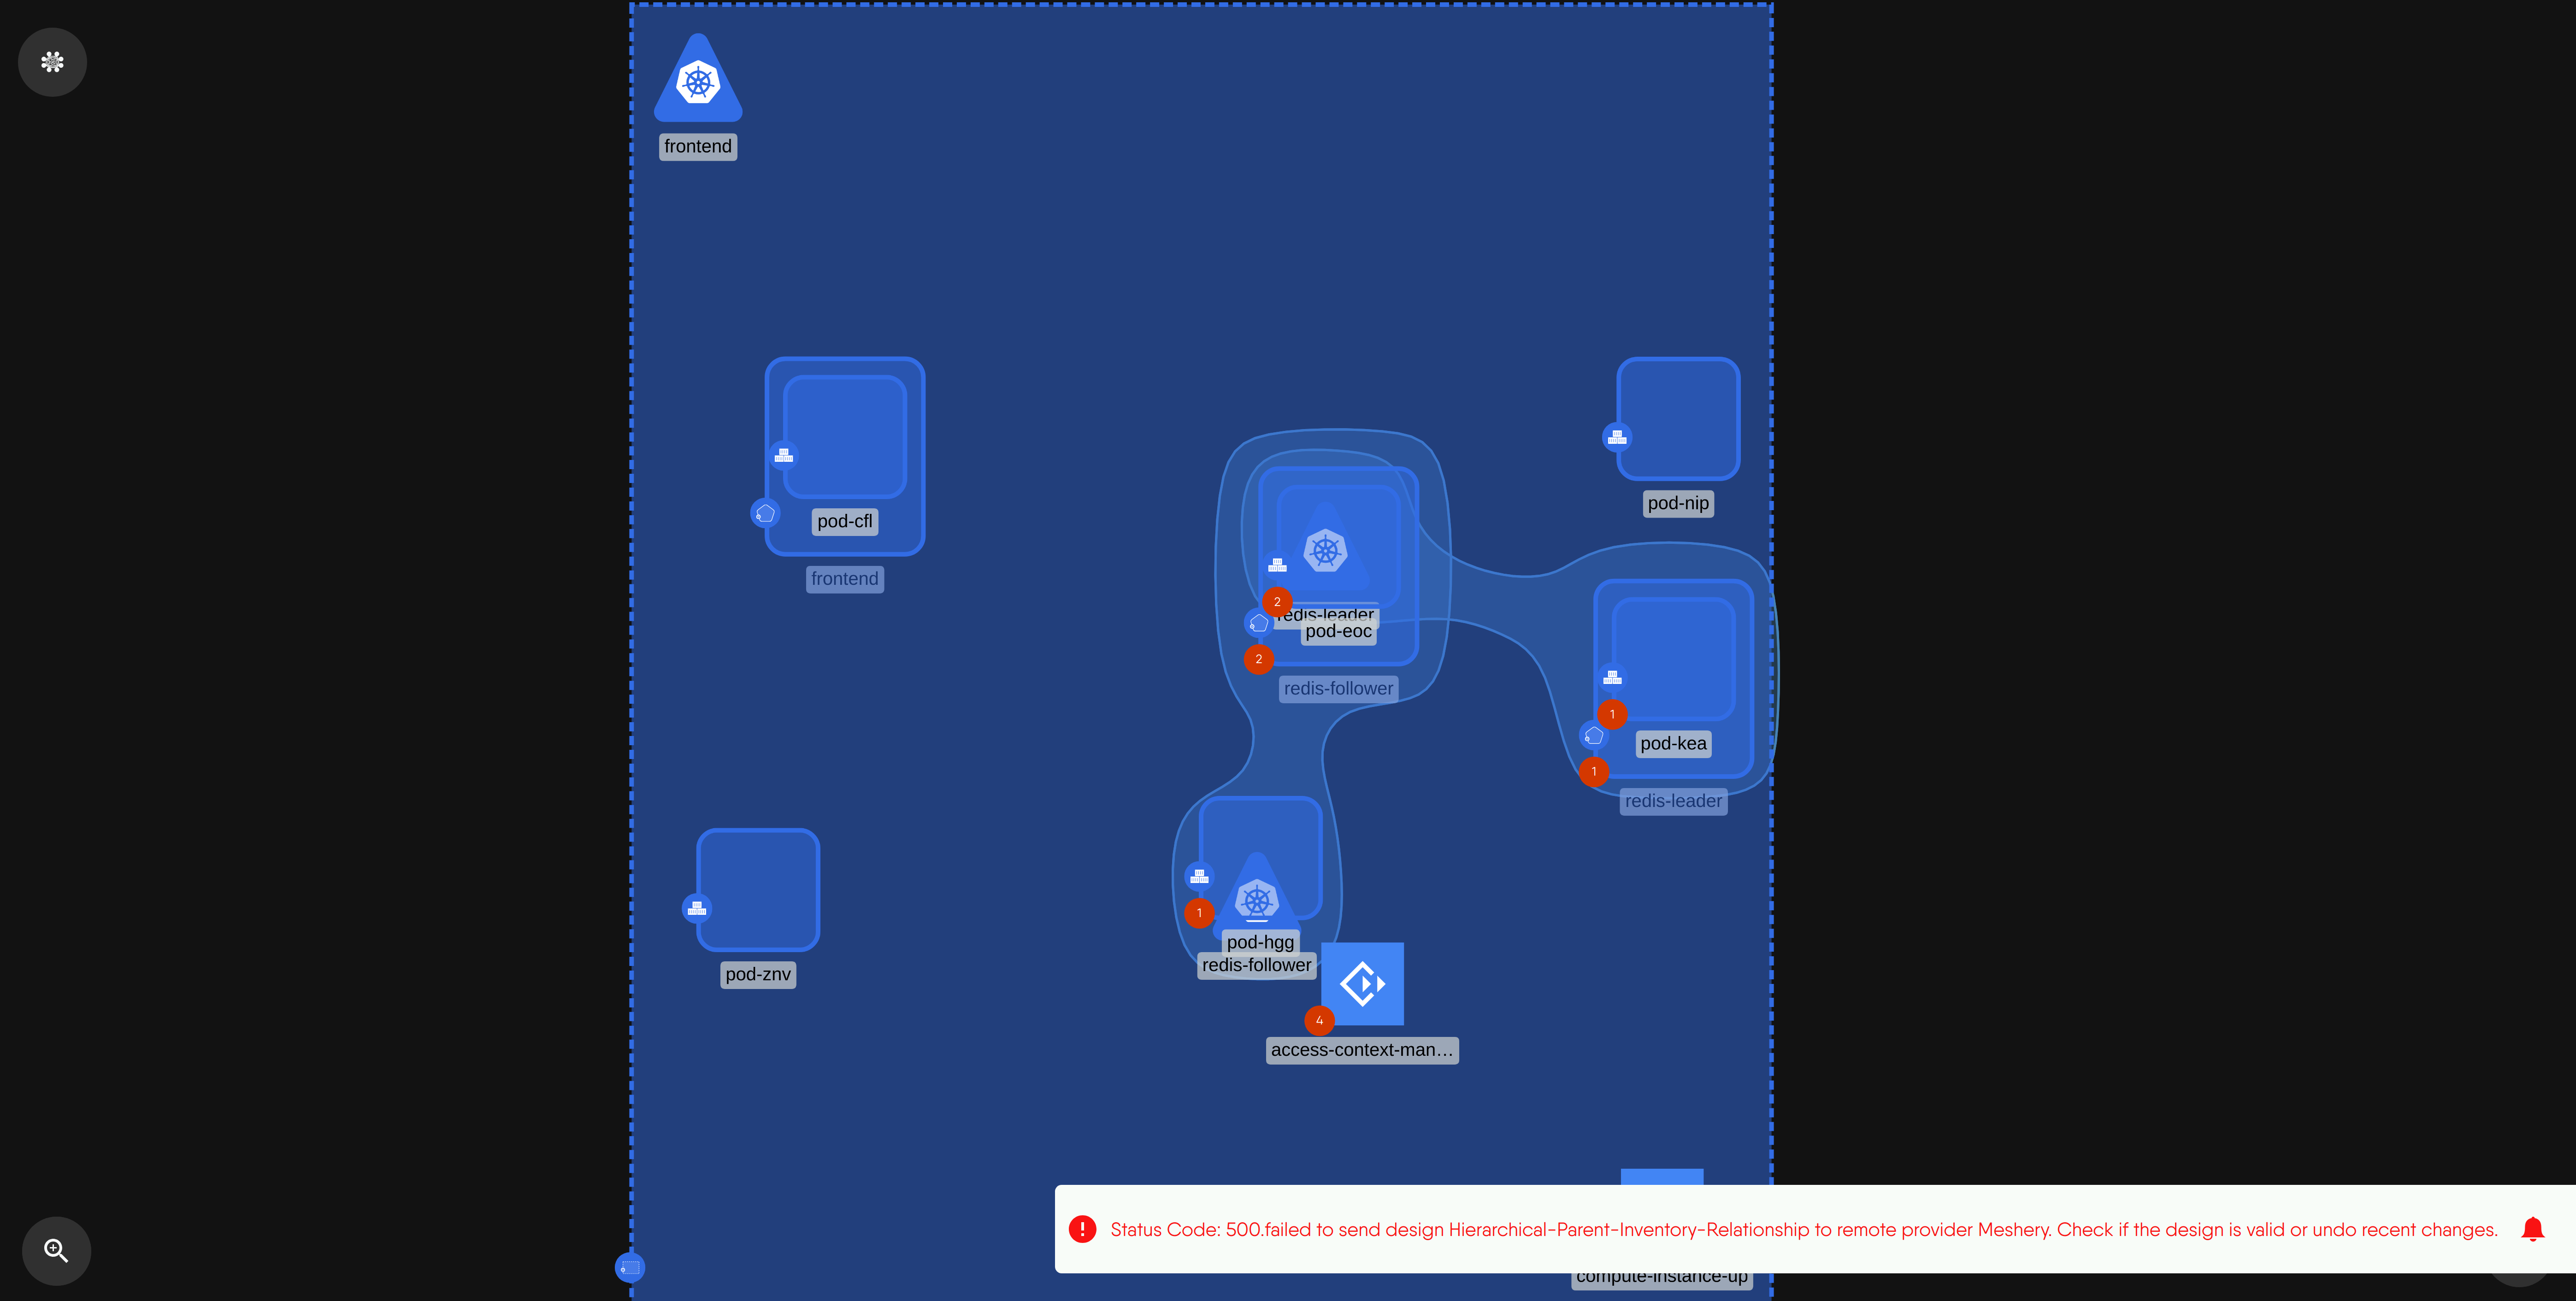 frontend
pod-cfl
frontend
pod-nip
2
redis-leader
pod-eoc
2
redis-follower
1
pod-kea
1
redis-leader
1
pod-hgg
redis-follower
pod-znv
4
access-context-man…
Status Code: 500.failed to send design Hierarchical-Parent-Inventory-Relationship to remote provider Meshery. Check if the design is valid or undo recent changes.
compute-instance-up